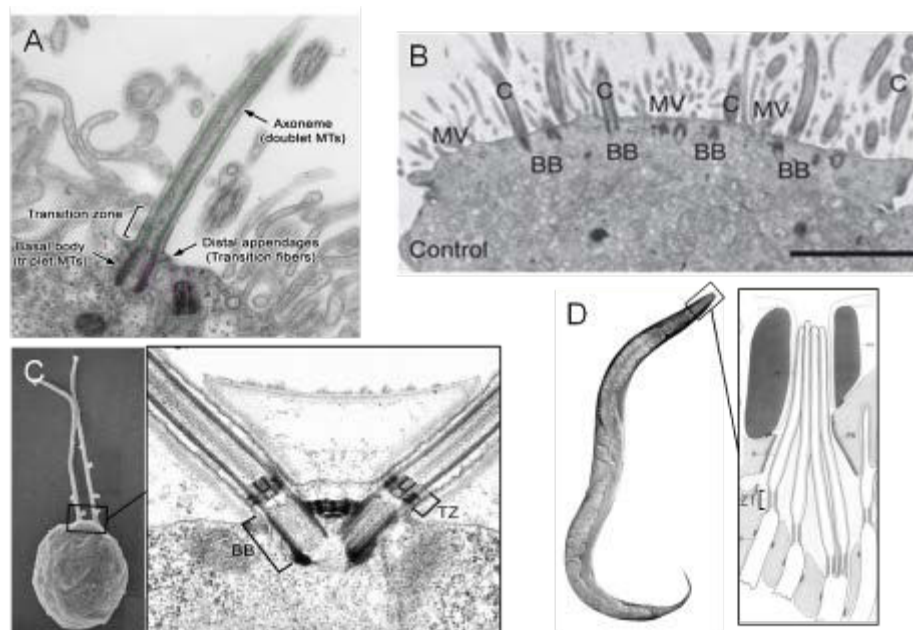 A
Axoneme
(doublet MTs)
Transition zone
Basal body
(triplet MTs)
Distal appendages
(Transition fibers)
B
C
C
C
C
MV
MV
MV
BB
BB
BB
BB
Control
C
BB
TZ
D